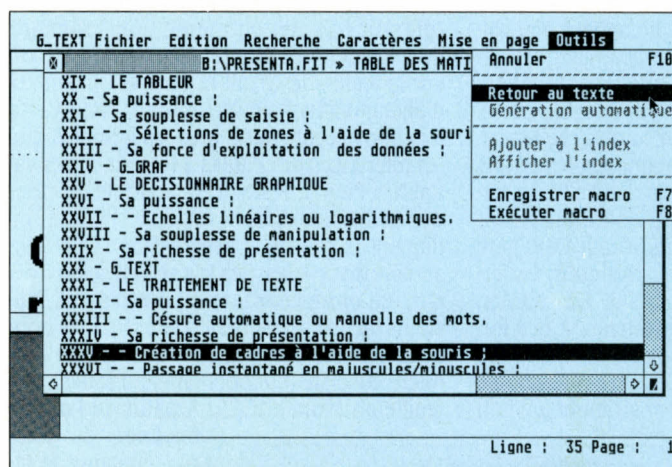 G_TEXT Fichier Edition Recherche Caractères Mise en page Outils
B:\PRESENTA.FIT » TABLE DES MATI
XIX - LE TABLEUR
XX - Sa puissance :
XXI - Sa souplesse de saisie :
XXII - - Sélections de zones à l'aide de la souri
XXIII - Sa force d'exploitation des données :
XXIV - G_GRAF
XXV - LE DECISIONNAIRE GRAPHIQUE
XXVI - Sa puissance :
XXVII - - Echelles linéaires ou logarithmiques.
XXVIII - Sa souplesse de manipulation :
XXIX - Sa richesse de présentation :
XXX - G_TEXT
XXXI - LE TRAITEMENT DE TEXTE
XXXII - Sa puissance :
XXXIII - - Césure automatique ou manuelle des mots.
XXXIV - Sa richesse de présentation :
XXXV - - Création de cadres à l'aide de la souris ;
XXXVI - - Passage instantané en majuscules/minuscules ;
Annuler F10
Retour au texte
Génération automatique
Ajouter à l'index
Afficher l'index
Enregistrer macro F7
Exécuter macro F8
Ligne : 35 Page : 1